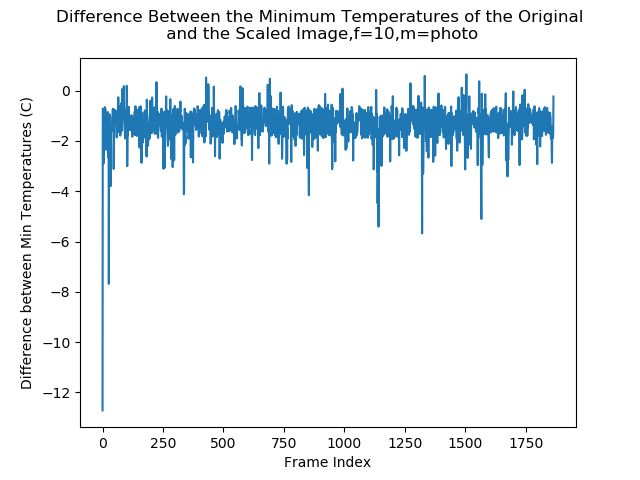 Difference Between the Minimum Temperatures of the Original
and the Scaled Image,f=10,m=photo
Difference between Min Temperatures (C)
0
−2
−4
−6
−8
−10
−12
0 250 500 750 1000 1250 1500 1750
Frame Index